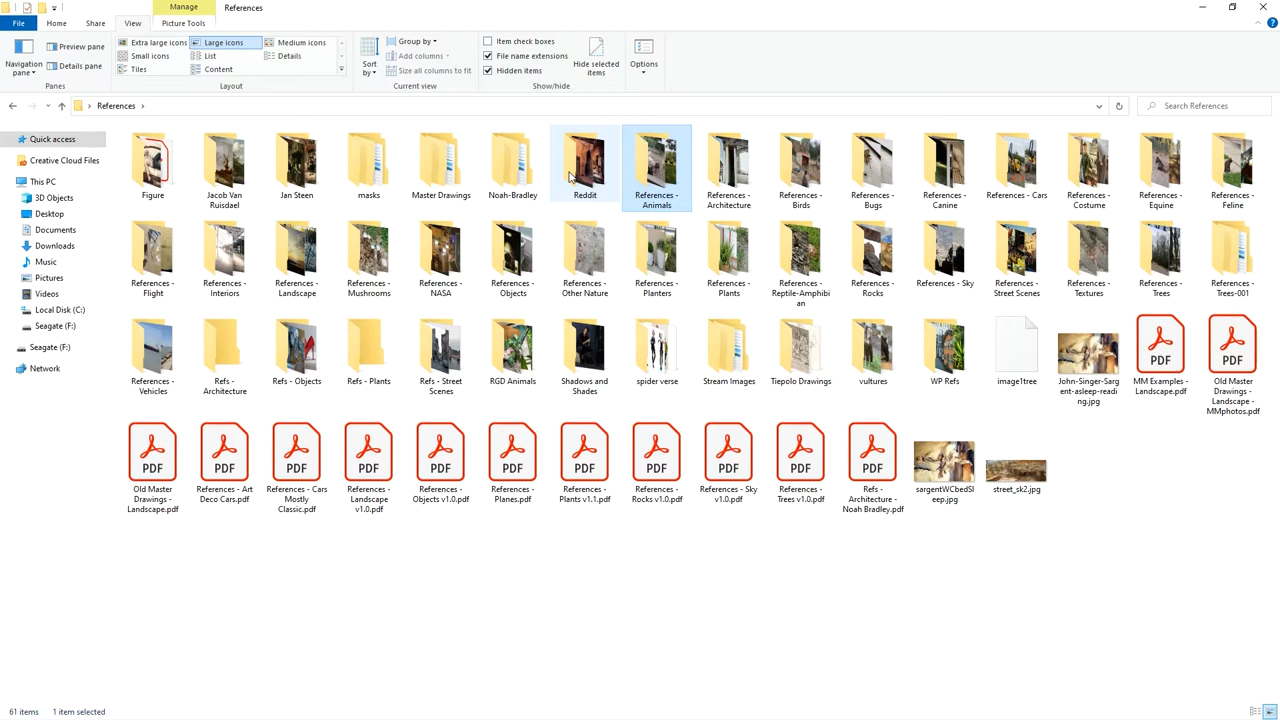 Manage
References
File
Home
Share
View
Picture Tools
Navigation
pane
Preview pane
Details pane
Extra large icons
Large icons
Medium icons
Small icons
List
Details
Tiles
Content
Sort
by
Group by
Add columns
Size all columns to fit
Item check boxes
File name extensions
Hidden items
Hide selected
items
Options
Panes
Layout
Current view
Show/hide
References
Search References
Quick access
Creative Cloud Files
This PC
3D Objects
Desktop
Documents
Downloads
Music
Pictures
Videos
Local Disk (C:)
Seagate (F:)
Seagate (F:)
Network
Figure
Jacob Van
Ruisdael
Jan Steen
masks
Master Drawings
Noah-Bradley
Reddit
References -
Animals
References -
Architecture
References -
Birds
References -
Bugs
References -
Canine
References - Cars
References -
Costume
References -
Equine
References -
Feline
References -
Flight
References -
Interiors
References -
Landscape
References -
Mushrooms
References -
NASA
References -
Objects
References -
Other Nature
References -
Planters
References -
Plants
References -
Reptile-Amphibi
an
References -
Rocks
References - Sky
References -
Street Scenes
References -
Textures
References -
Trees
References -
Trees-001
References -
Vehicles
Refs -
Architecture
Refs - Objects
Refs - Plants
Refs - Street
Scenes
RGD Animals
Shadows and
Shades
spider verse
Stream Images
Tiepolo Drawings
vultures
WP Refs
image1tree
John-Singer-Sarg
ent-asleep-readi
ng.jpg
PDF
MM Examples -
Landscape.pdf
PDF
Old Master
Drawings -
Landscape -
MMphotos.pdf
PDF
Old Master
Drawings -
Landscape.pdf
PDF
References - Art
Deco Cars.pdf
PDF
References - Cars
Mostly
Classic.pdf
PDF
References -
Landscape
v1.0.pdf
PDF
References -
Objects v1.0.pdf
PDF
References -
Planes.pdf
PDF
References -
Plants v1.1.pdf
PDF
References -
Rocks v1.0.pdf
PDF
References - Sky
v1.0.pdf
PDF
References -
Trees v1.0.pdf
PDF
Refs -
Architecture -
Noah Bradley.pdf
sargentWCbedSl
eep.jpg
street_sk2.jpg
61 items
1 item selected